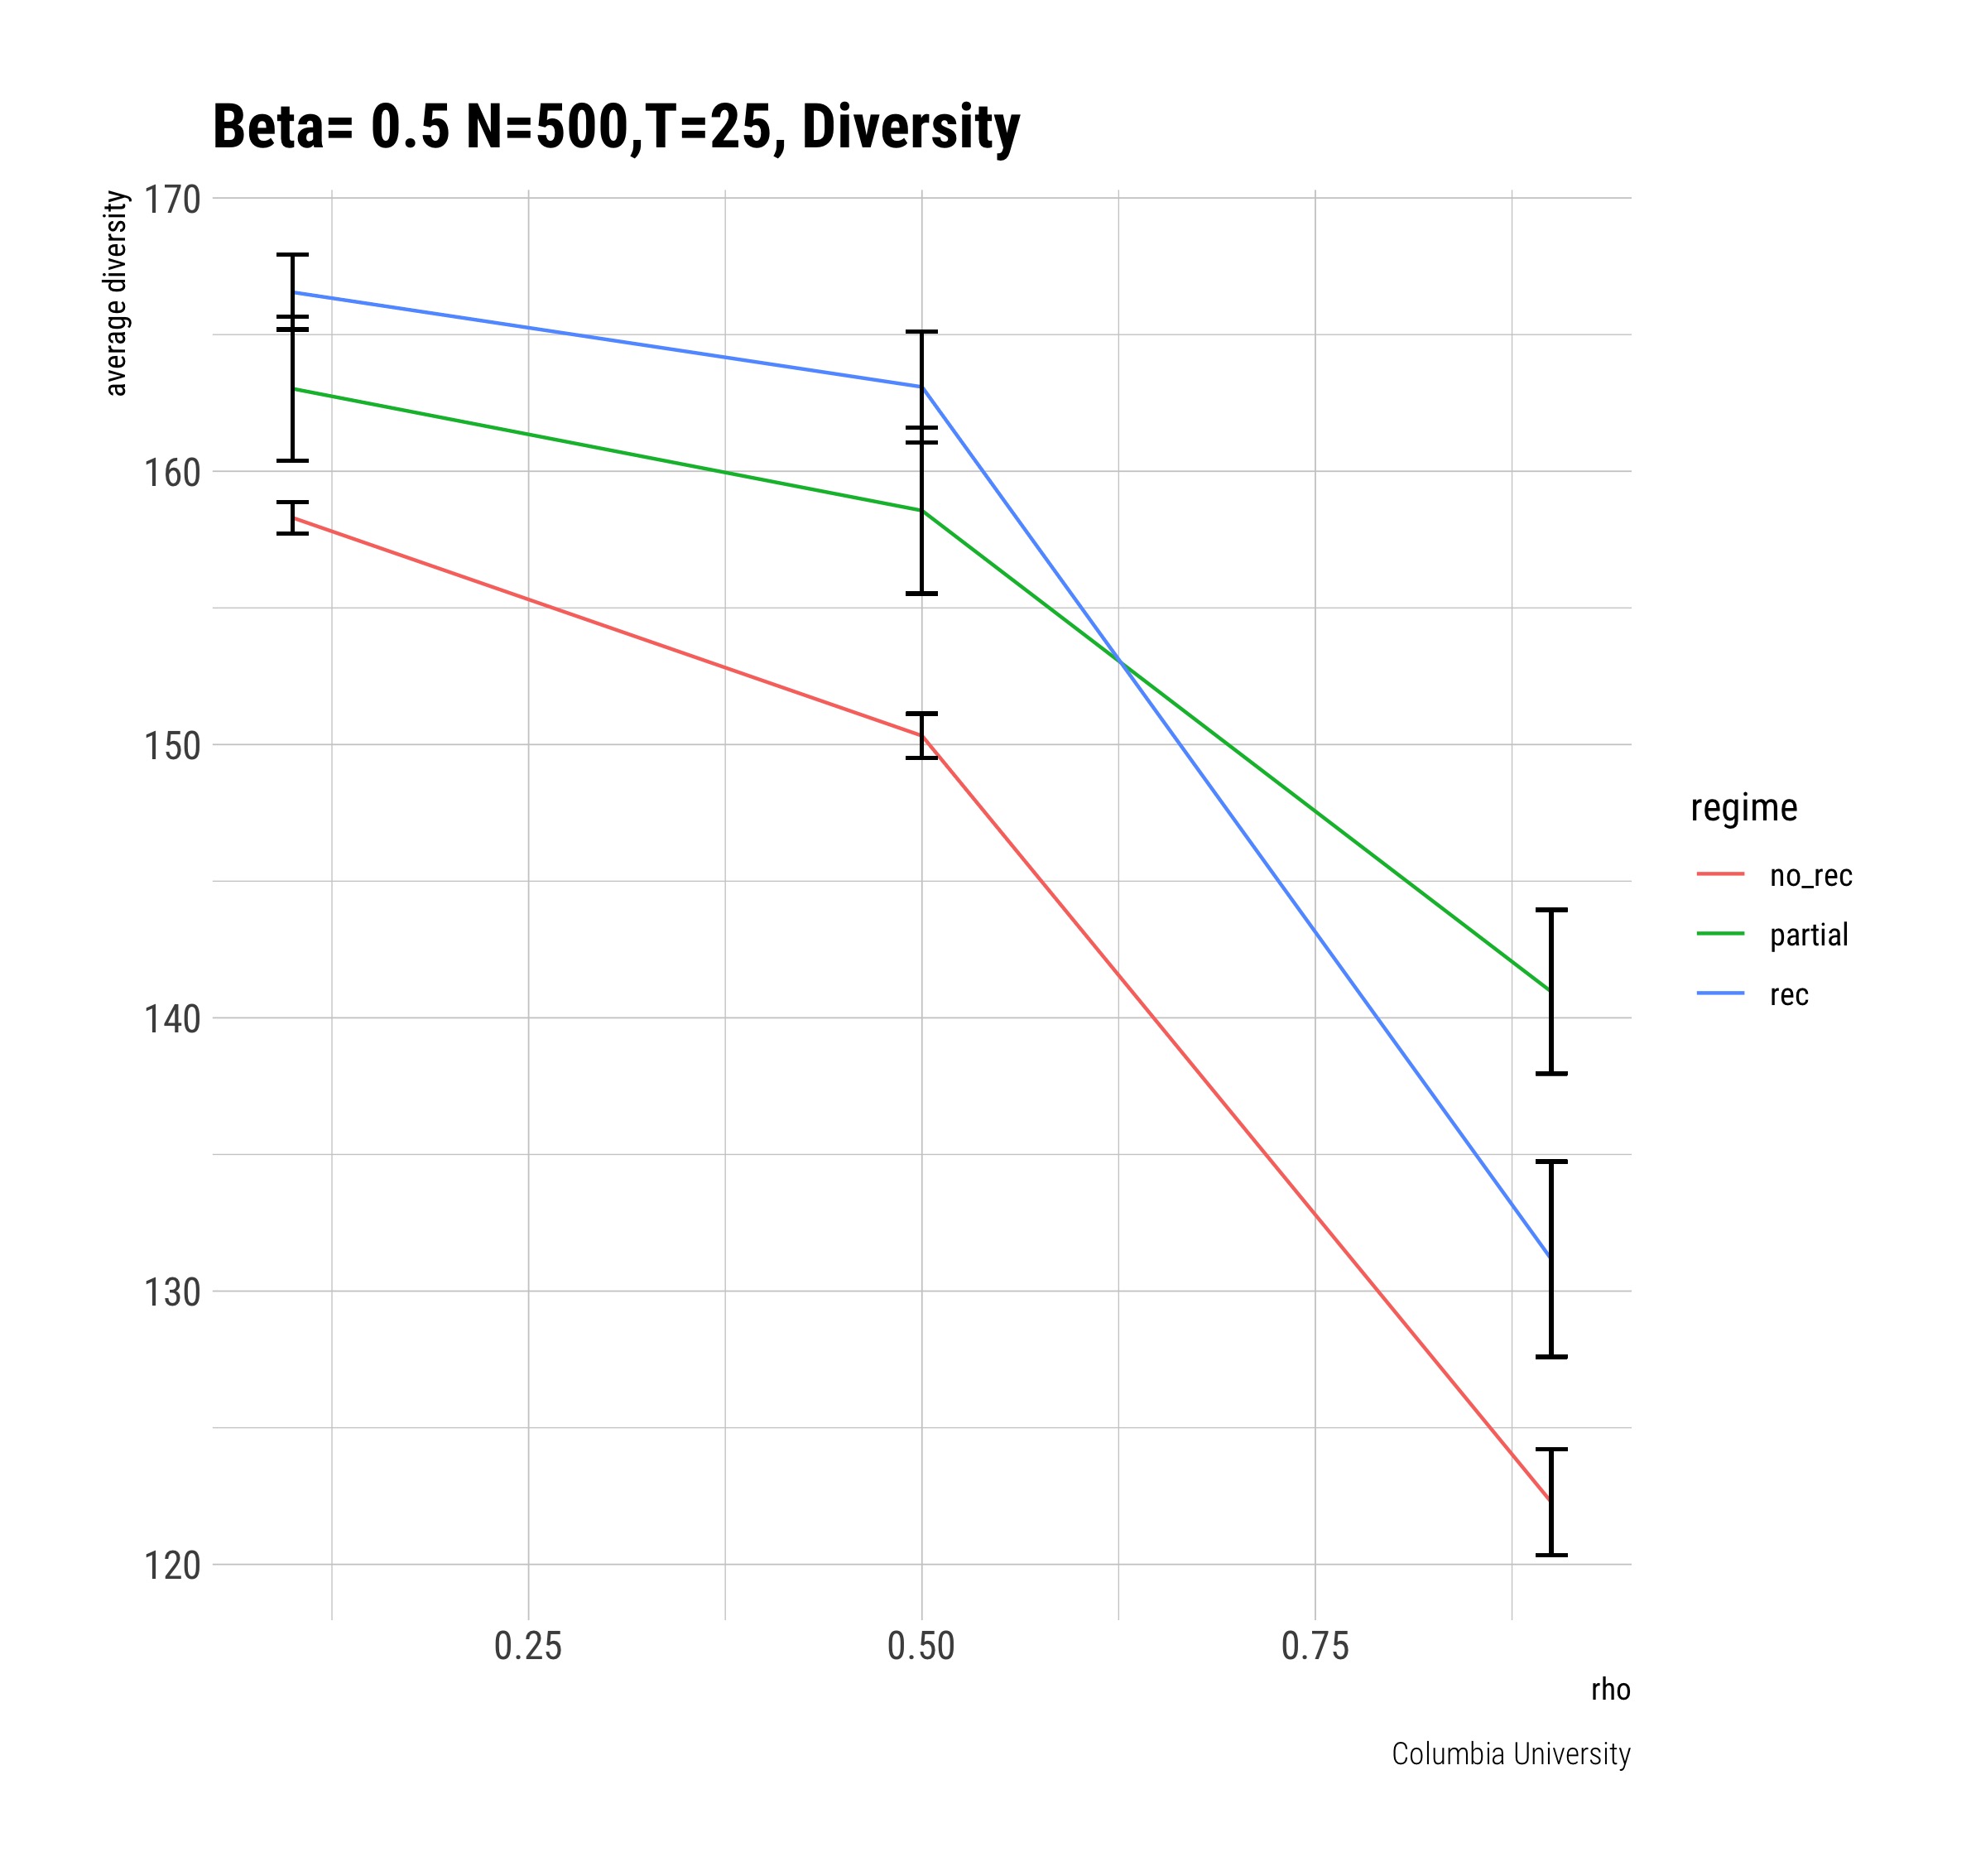 Beta= 0.5 N=500,T=25, Diversity
average diversity
170
160
150
140
130
120
0.25 0.50 0.75
rho
regime
no_rec
partial
rec
Columbia University